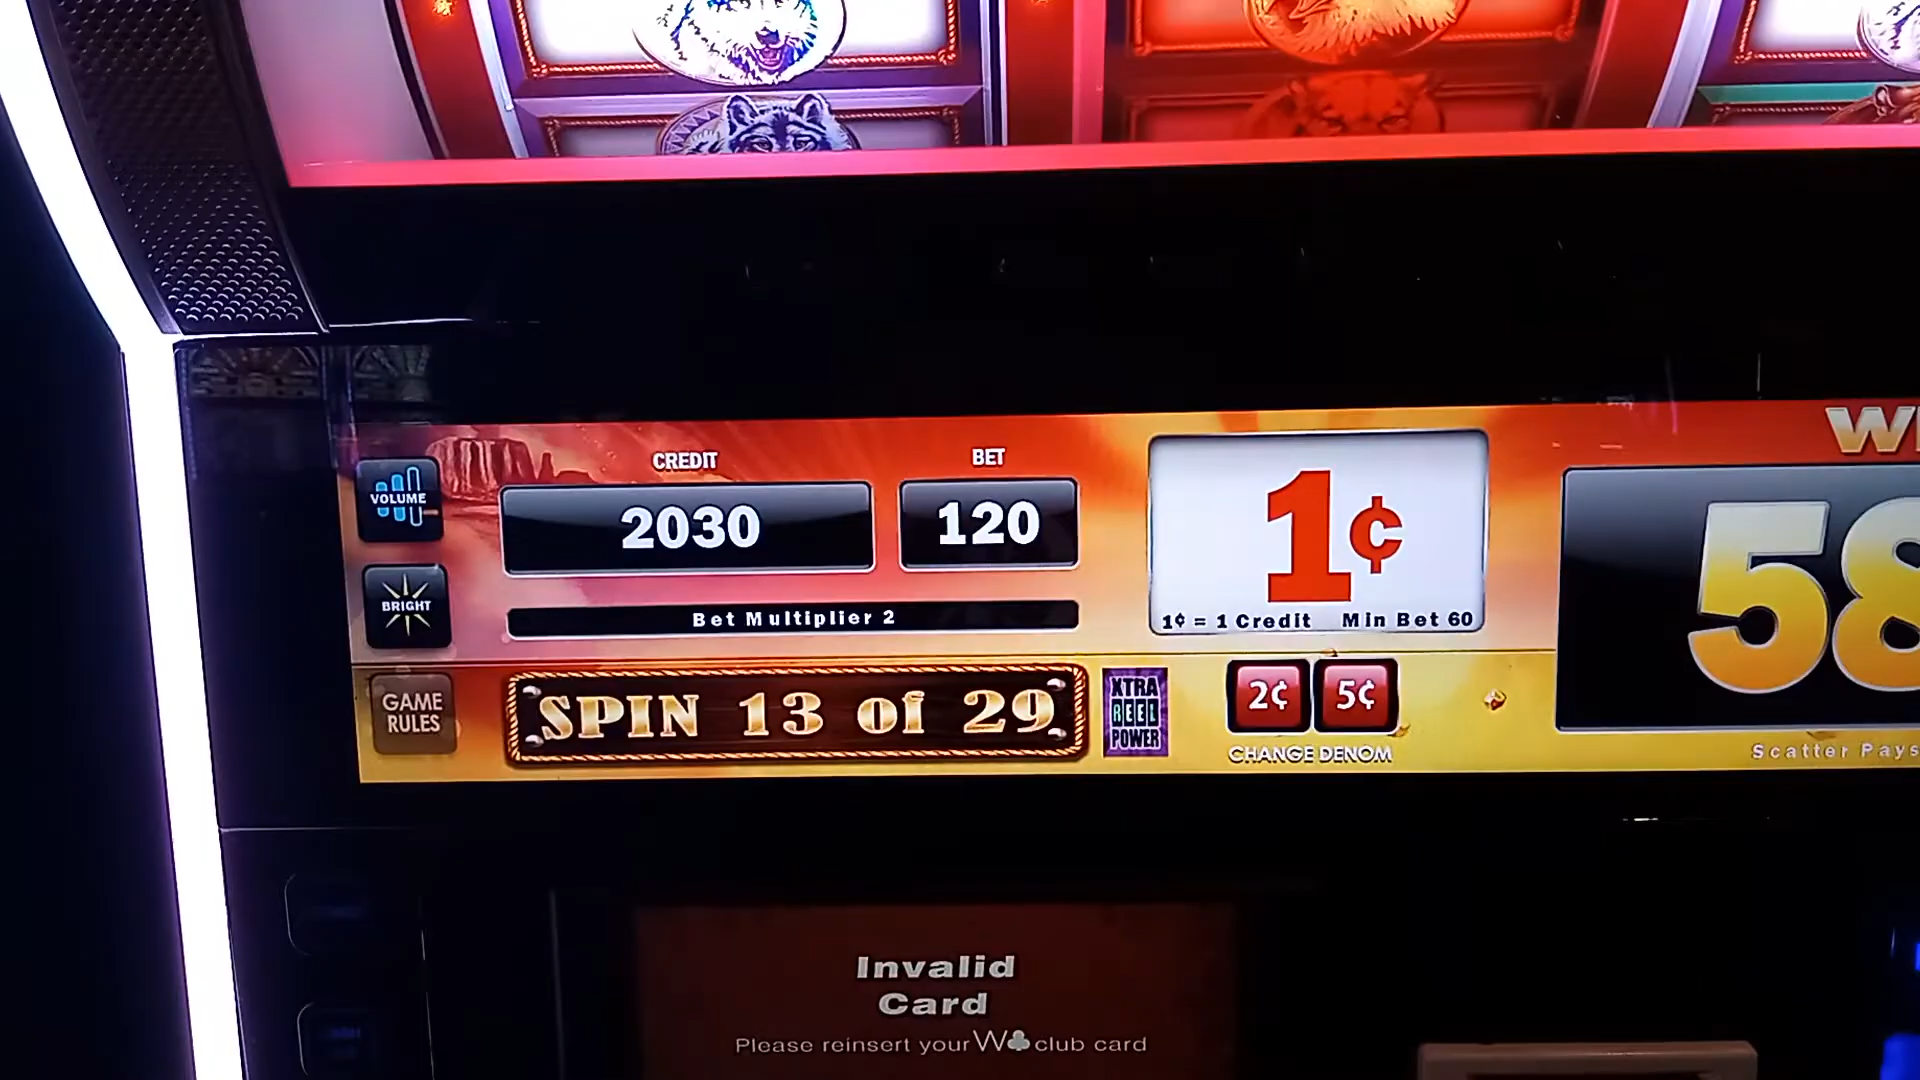 CREDIT
BET
VOLUME
2030
120
1¢
BRIGHT
Bet Multiplier 2
1¢ = 1 Credit Min Bet 60
GAME
RULES
SPIN 13 of 29
XTRA
REEL
POWER
2¢ 5¢
CHANGE DENOM
58
Scatter Pays
Invalid
Card
Please reinsert your W♣club card